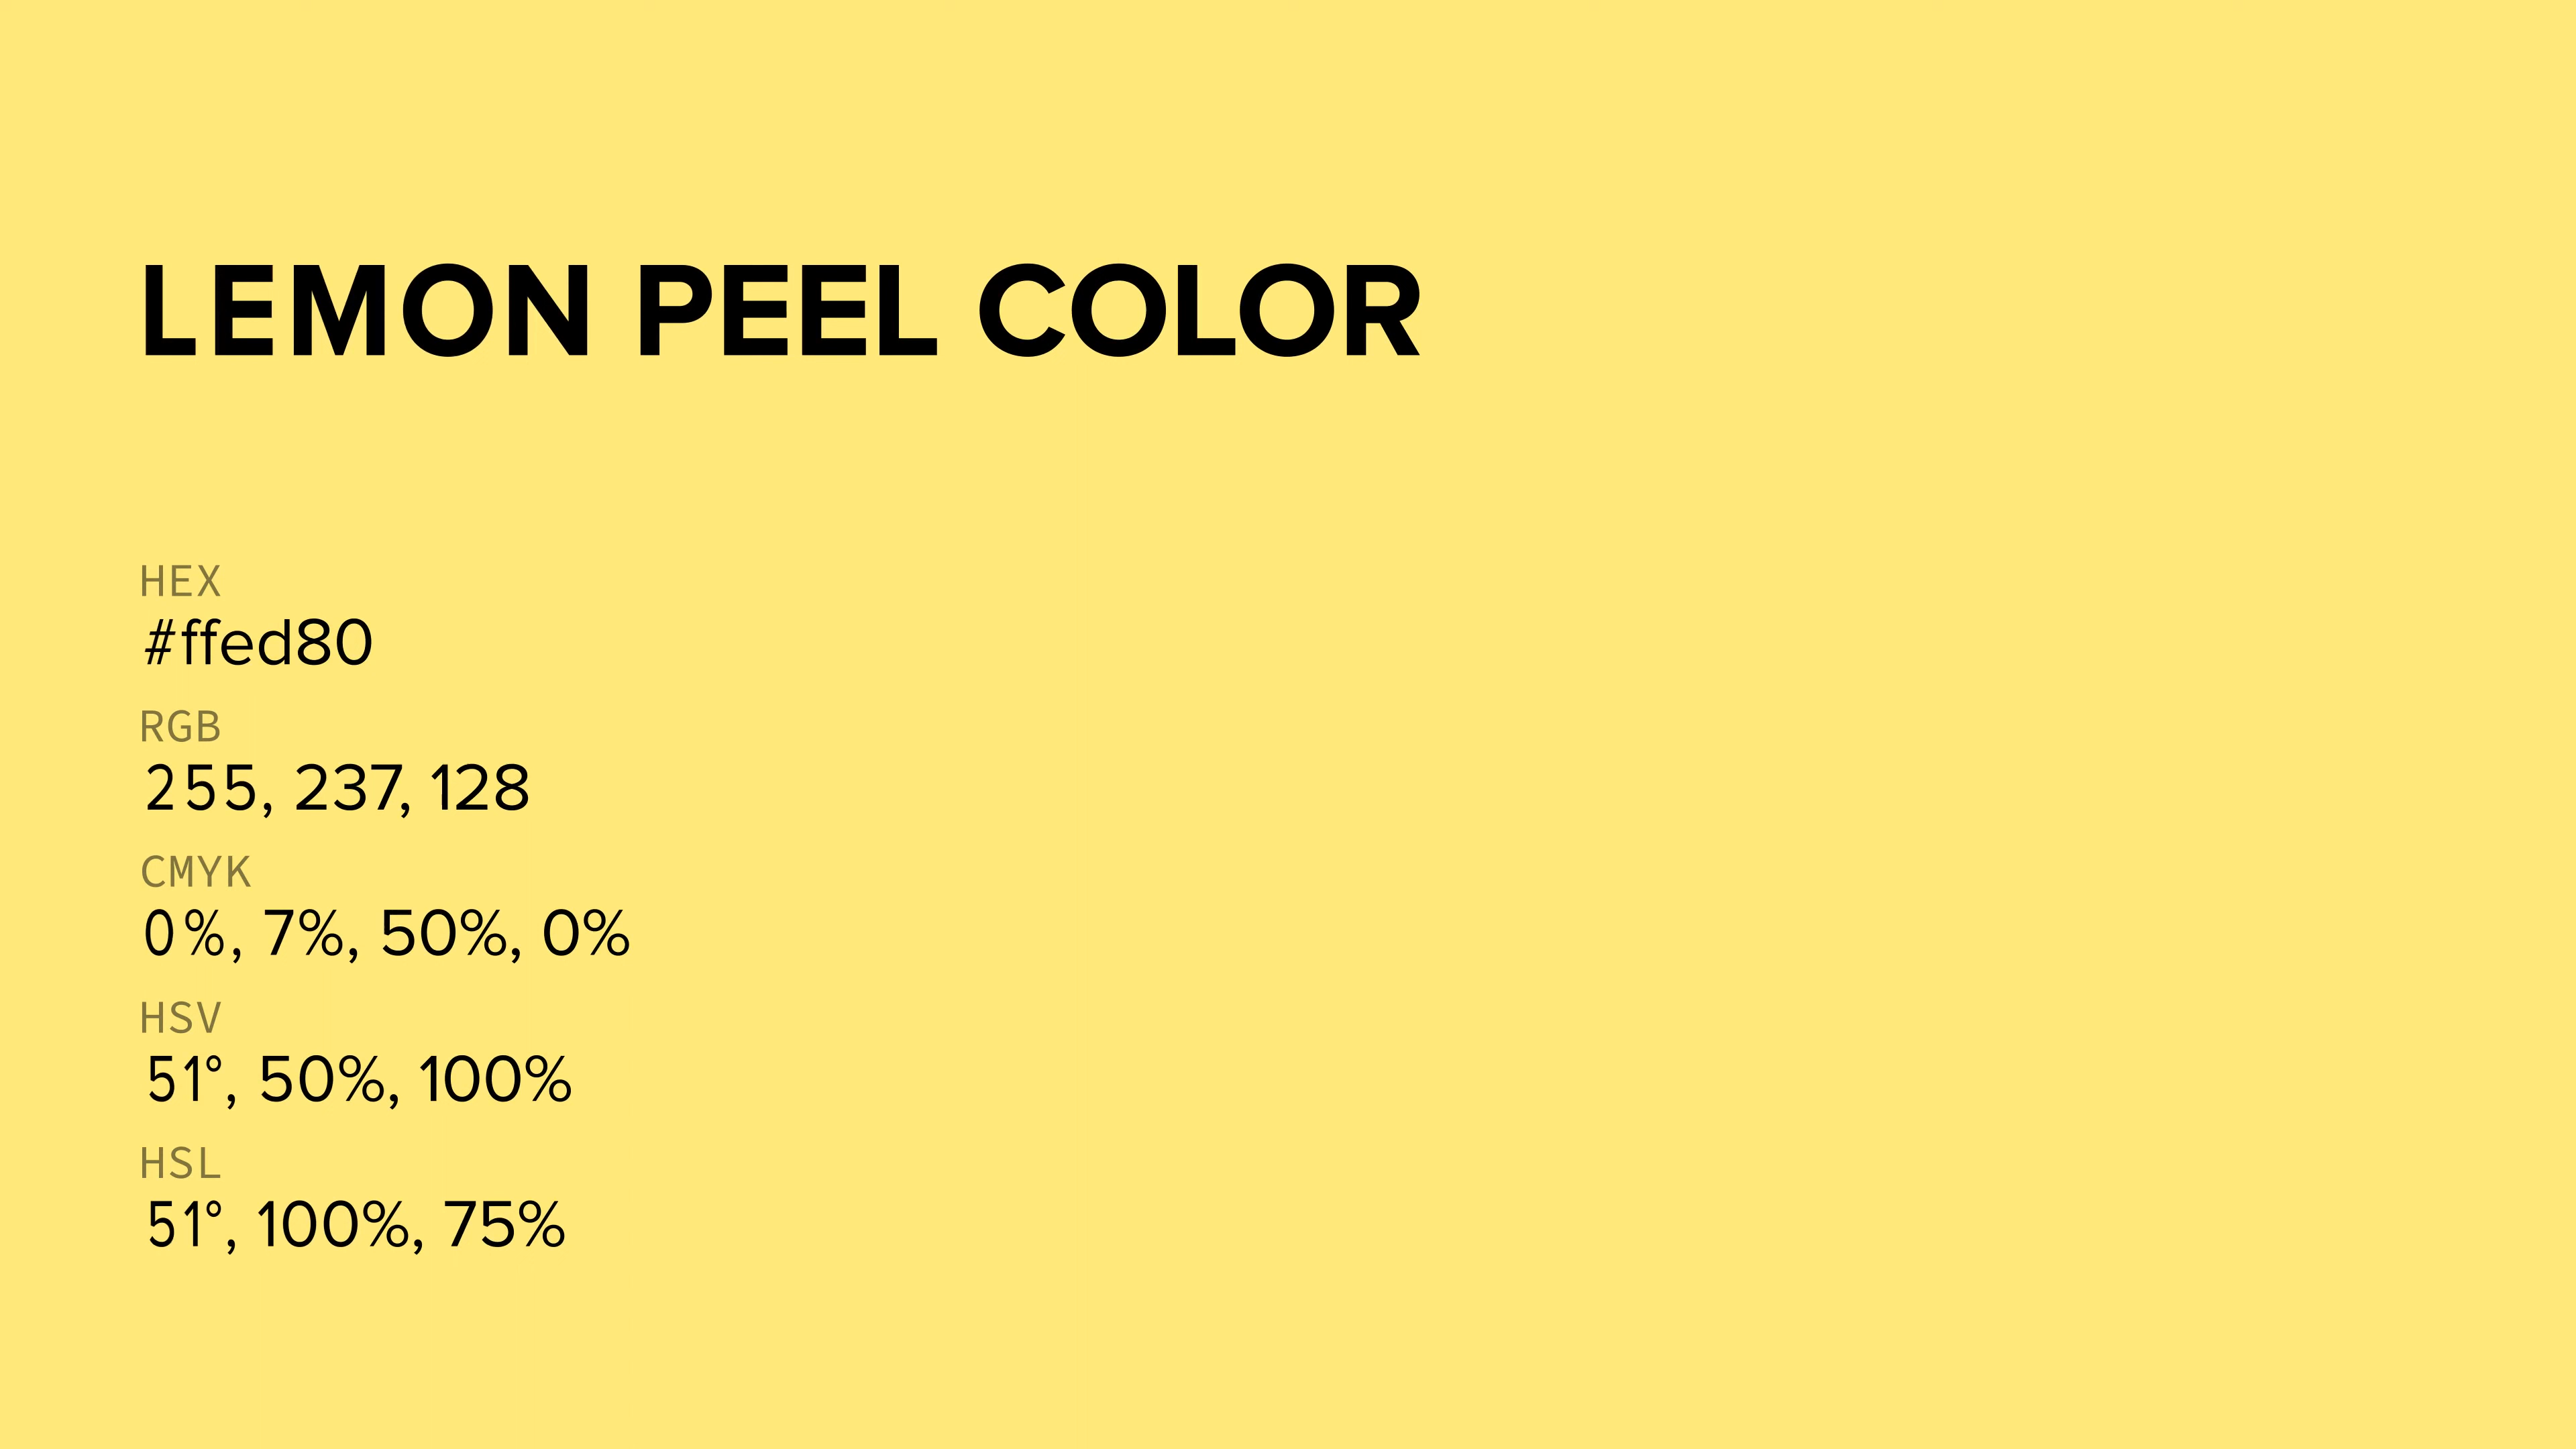 LEMON PEEL COLOR
HEX
#ffed80
RGB
255, 237, 128
CMYK
0%, 7%, 50%, 0%
HSV
51°, 50%, 100%
HSL
51°, 100%, 75%